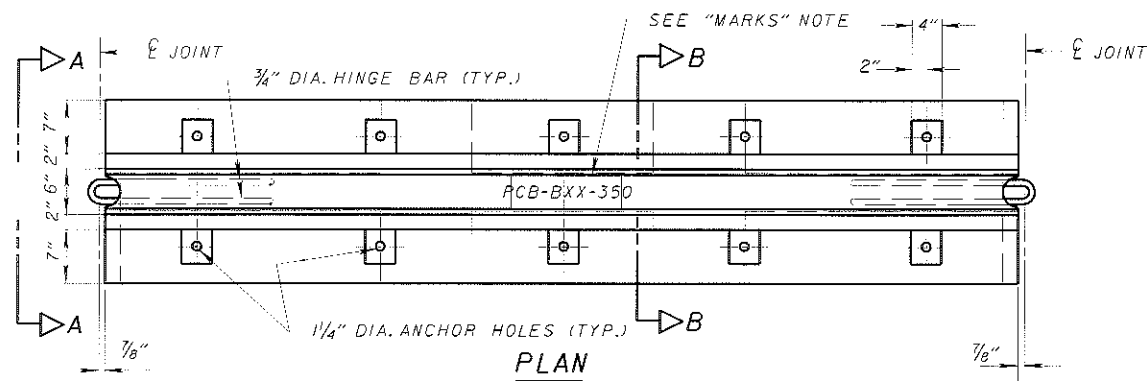 SEE "MARKS" NOTE
4"
A
℄ JOINT
B
℄ JOINT
2"
3/4" DIA. HINGE BAR (TYP.)
7"
2"
6"
PCB-BXX-350
2"
7"
A
1 1/4" DIA. ANCHOR HOLES (TYP.)
B
7/8"
PLAN
7/8"